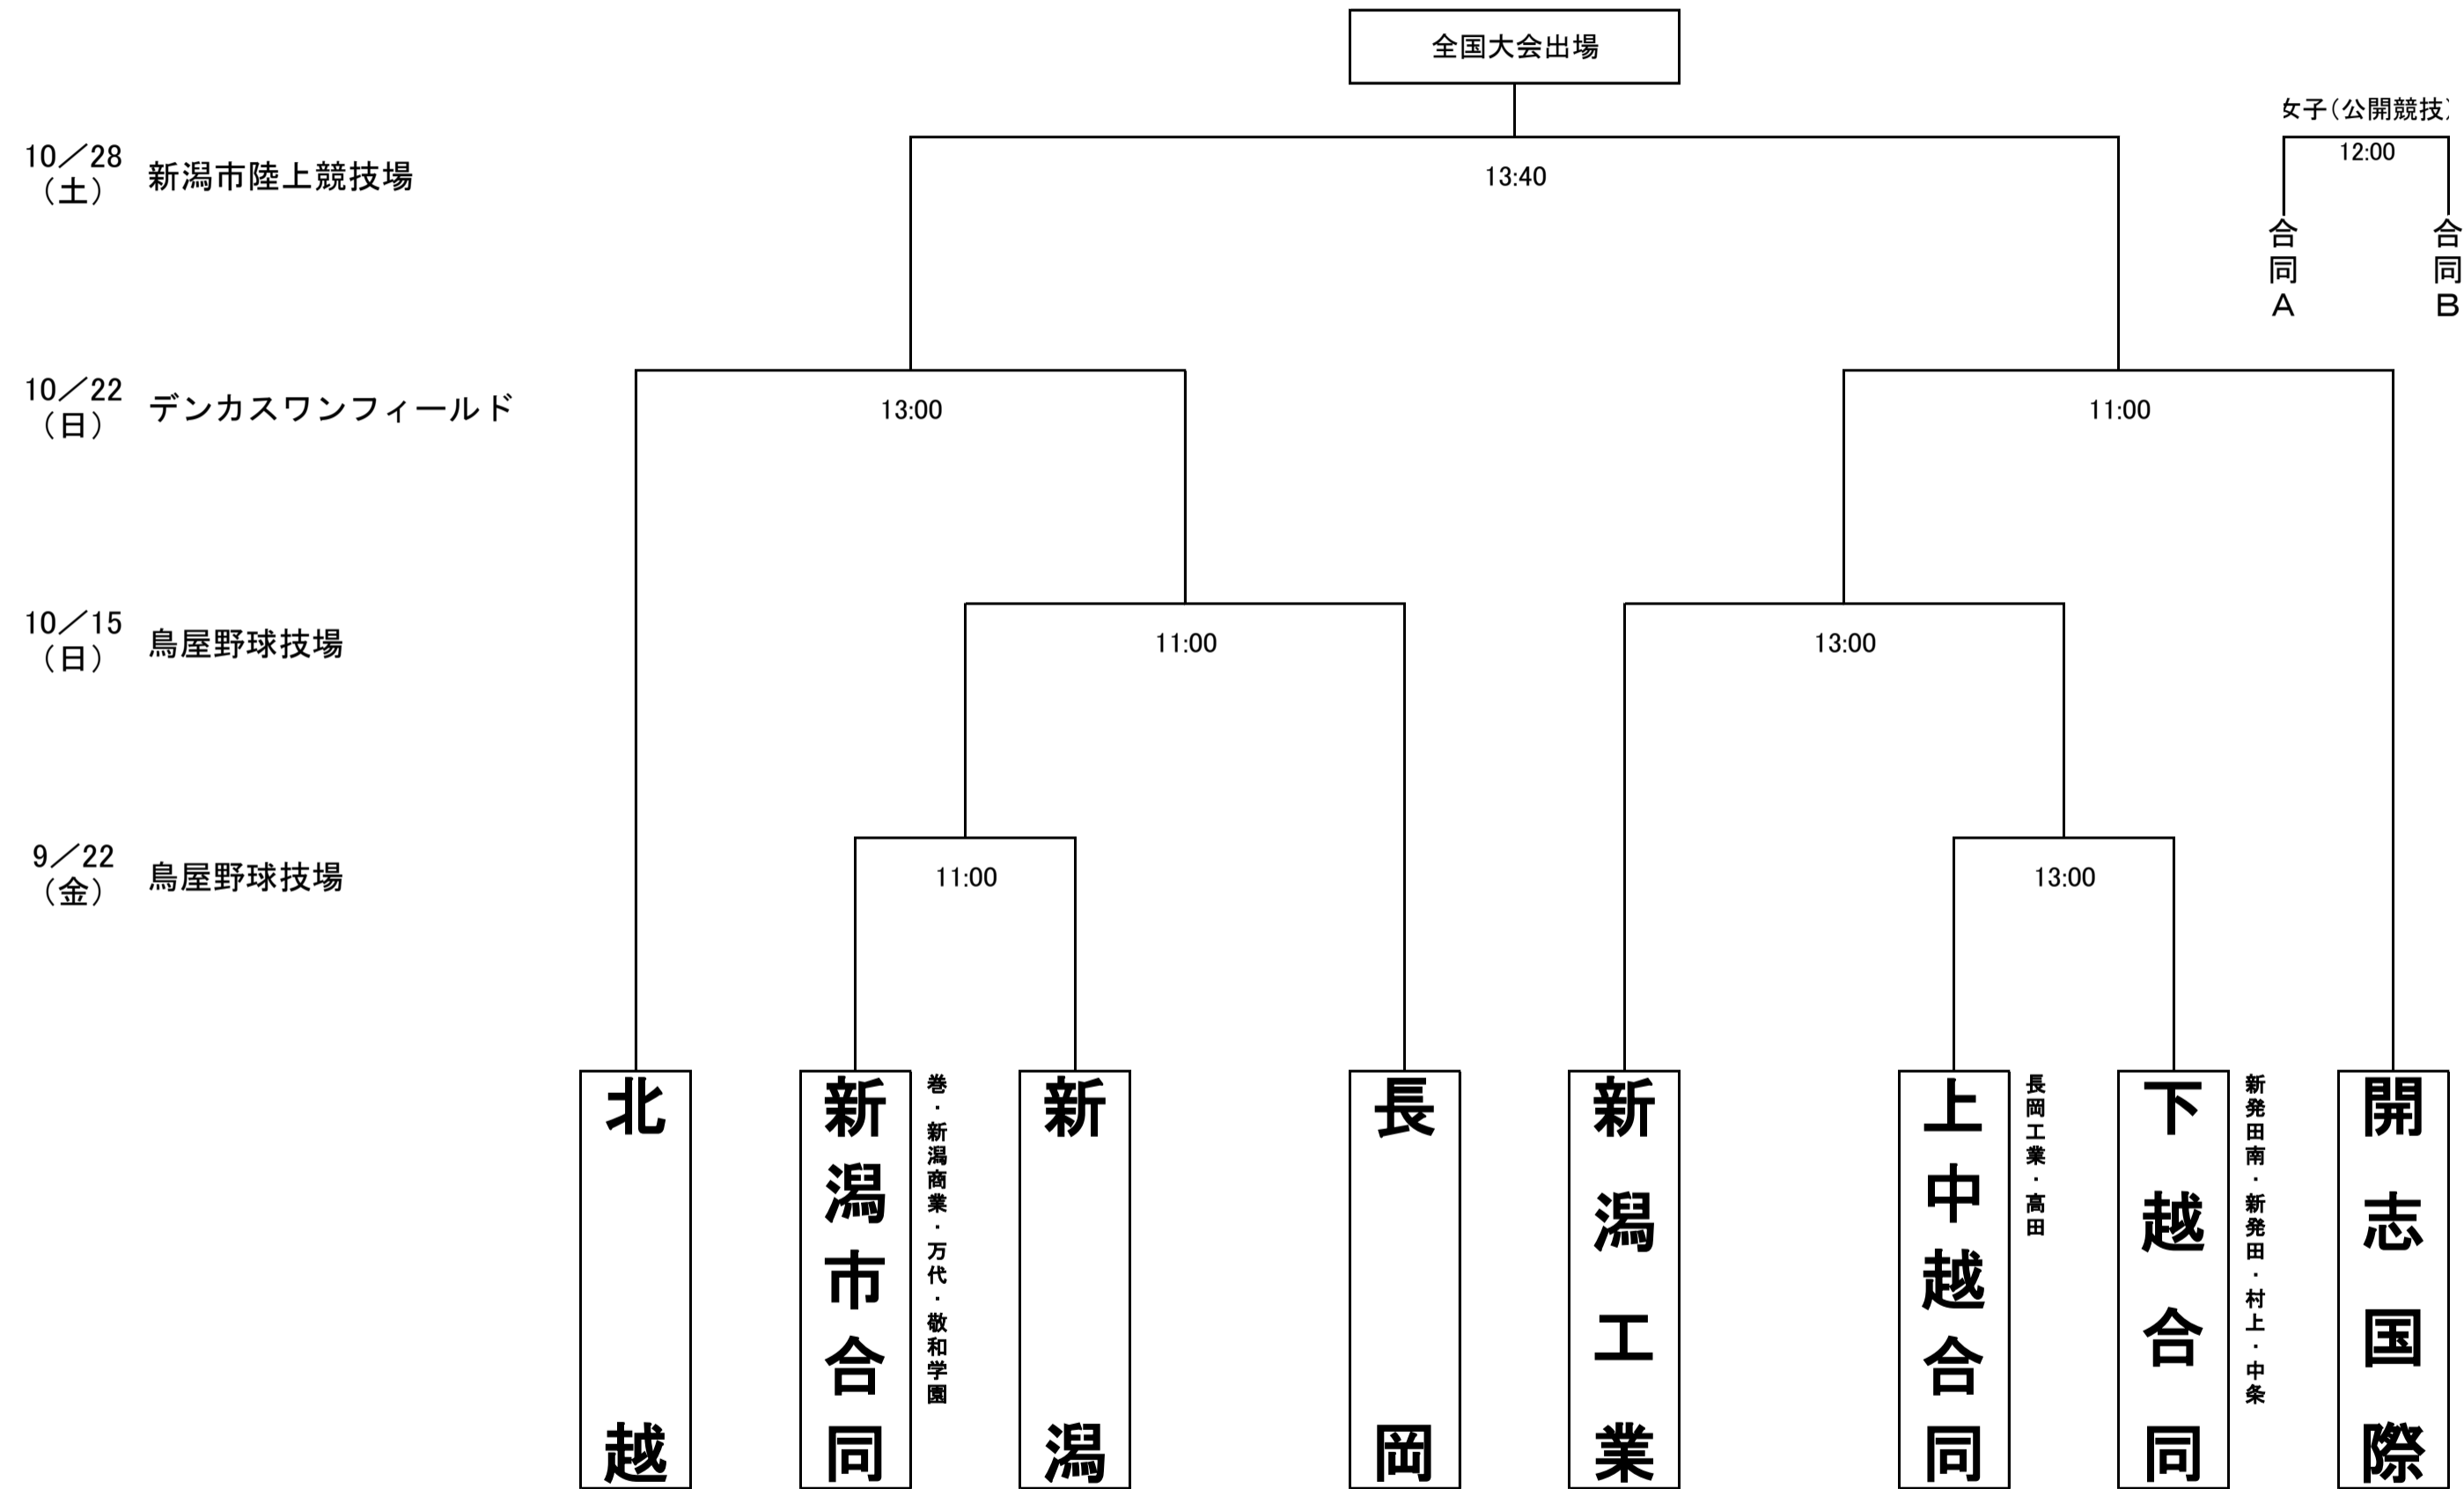 全国大会出場
女子（公開競技）
10／28
（土）
新潟市陸上競技場
13:40
12:00
合同A
合同B
10／22
（日）
デンカスワンフィールド
13:00
11:00
10／15
（日）
鳥屋野球技場
11:00
13:00
9／22
（金）
鳥屋野球技場
11:00
13:00
北越
新潟市合同
巻・新潟商業・万代・敬和学園
新潟
長岡
新潟工業
上中越合同
長岡工業・高田
下越合同
新発田南・新発田・村上・中条
開志国際